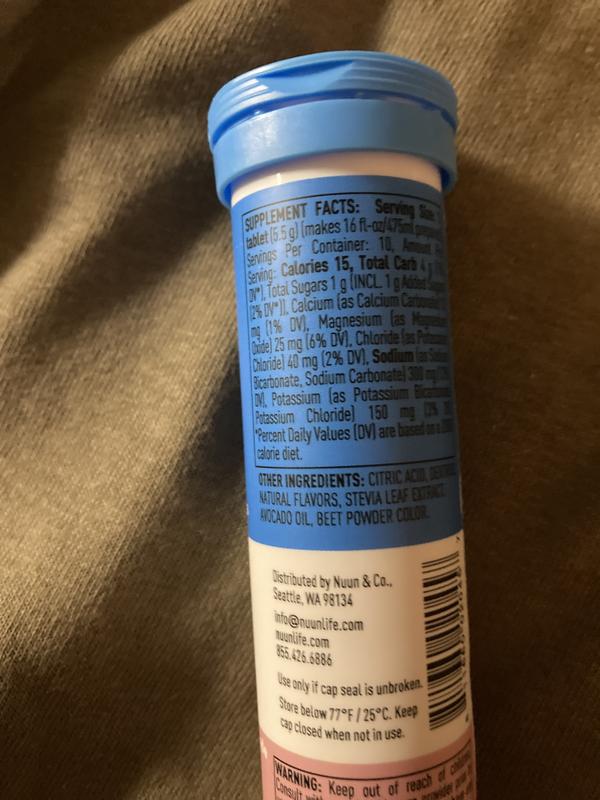 SUPPLEMENT FACTS: Serving Size:
tablet (5.5 g) (makes 16 fl-oz/475ml
Servings Per Container: 10, Amount
Serving: Calories 15, Total Carb 4 g
DV*), Total Sugars 1 g (INCL. 1 g Added
(2% DV*)), Calcium (as Calcium Carbonate)
mg (1% DV), Magnesium (as Magnesium
Oxide) 25 mg (6% DV), Chloride (as Potassium
Chloride) 40 mg (2% DV), Sodium (as Sodium
Bicarbonate, Sodium Carbonate) 300 mg
DV), Potassium (as Potassium Bicarbonate,
Potassium Chloride) 150 mg
*Percent Daily Values (DV) are based on a
calorie diet.
OTHER INGREDIENTS: CITRIC ACID,
NATURAL FLAVORS, STEVIA LEAF EXTRACT,
AVOCADO OIL, BEET POWDER COLOR.
Distributed by Nuun & Co.,
Seattle, WA 98134
info@nuunlife.com
nuunlife.com
855.426.6886
Use only if cap seal is unbroken.
Store below 77°F / 25°C. Keep
cap closed when not in use.
WARNING: Keep out of reach of
Consult
provider